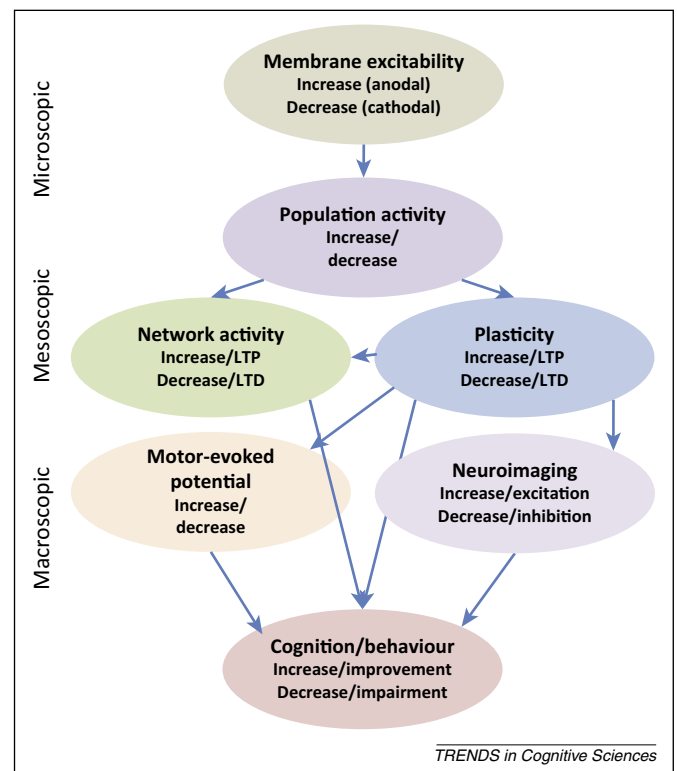 Microscopic
Membrane excitability
Increase (anodal)
Decrease (cathodal)
Population activity
Increase/
decrease
Mesoscopic
Network activity
Increase/LTP
Decrease/LTD
Plasticity
Increase/LTP
Decrease/LTD
Macroscopic
Motor-evoked
potential
Increase/
decrease
Neuroimaging
Increase/excitation
Decrease/inhibition
Cognition/behaviour
Increase/improvement
Decrease/impairment
TRENDS in Cognitive Sciences